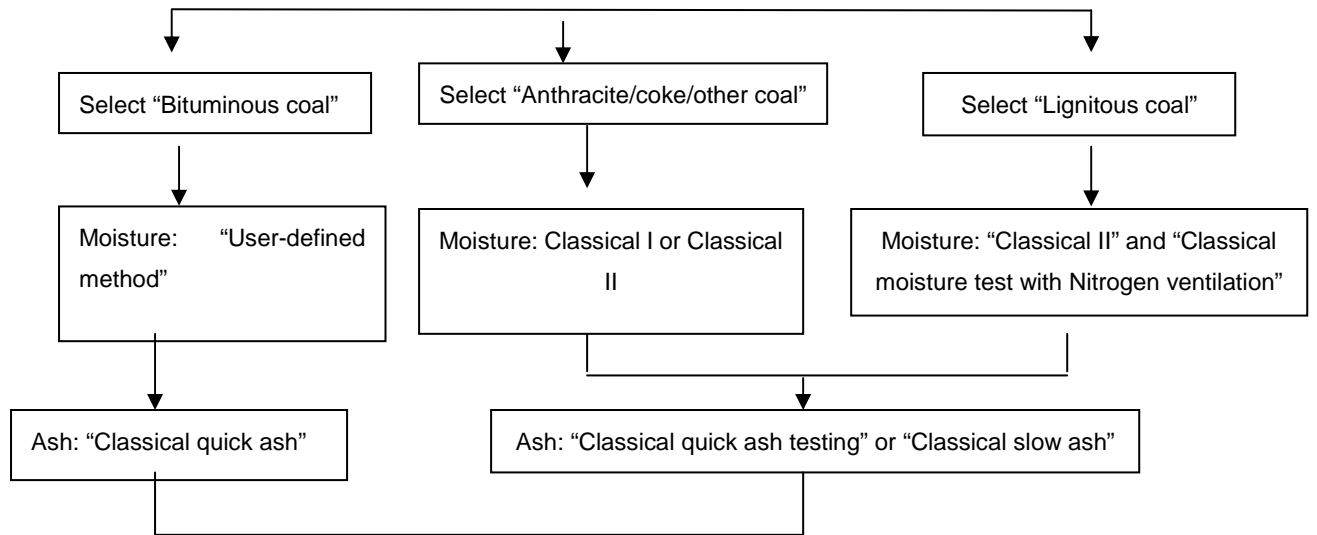 Select “Bituminous coal”
Select “Anthracite/coke/other coal”
Select “Lignitous coal”
Moisture: “User-defined
method”
Moisture: Classical I or Classical
II
Moisture: “Classical II” and “Classical
moisture test with Nitrogen ventilation”
Ash: “Classical quick ash”
Ash: “Classical quick ash testing” or “Classical slow ash”